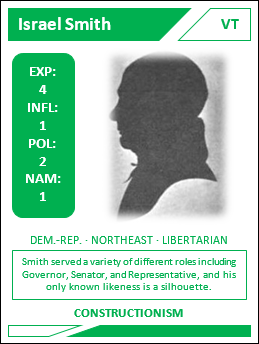 Israel Smith
VT
EXP:
4
INFL:
1
POL:
2
NAM:
1
DEM.-REP. · NORTHEAST · LIBERTARIAN
Smith served a variety of different roles including
Governor, Senator, and Representative, and his
only known likeness is a silhouette.
CONSTRUCTIONISM